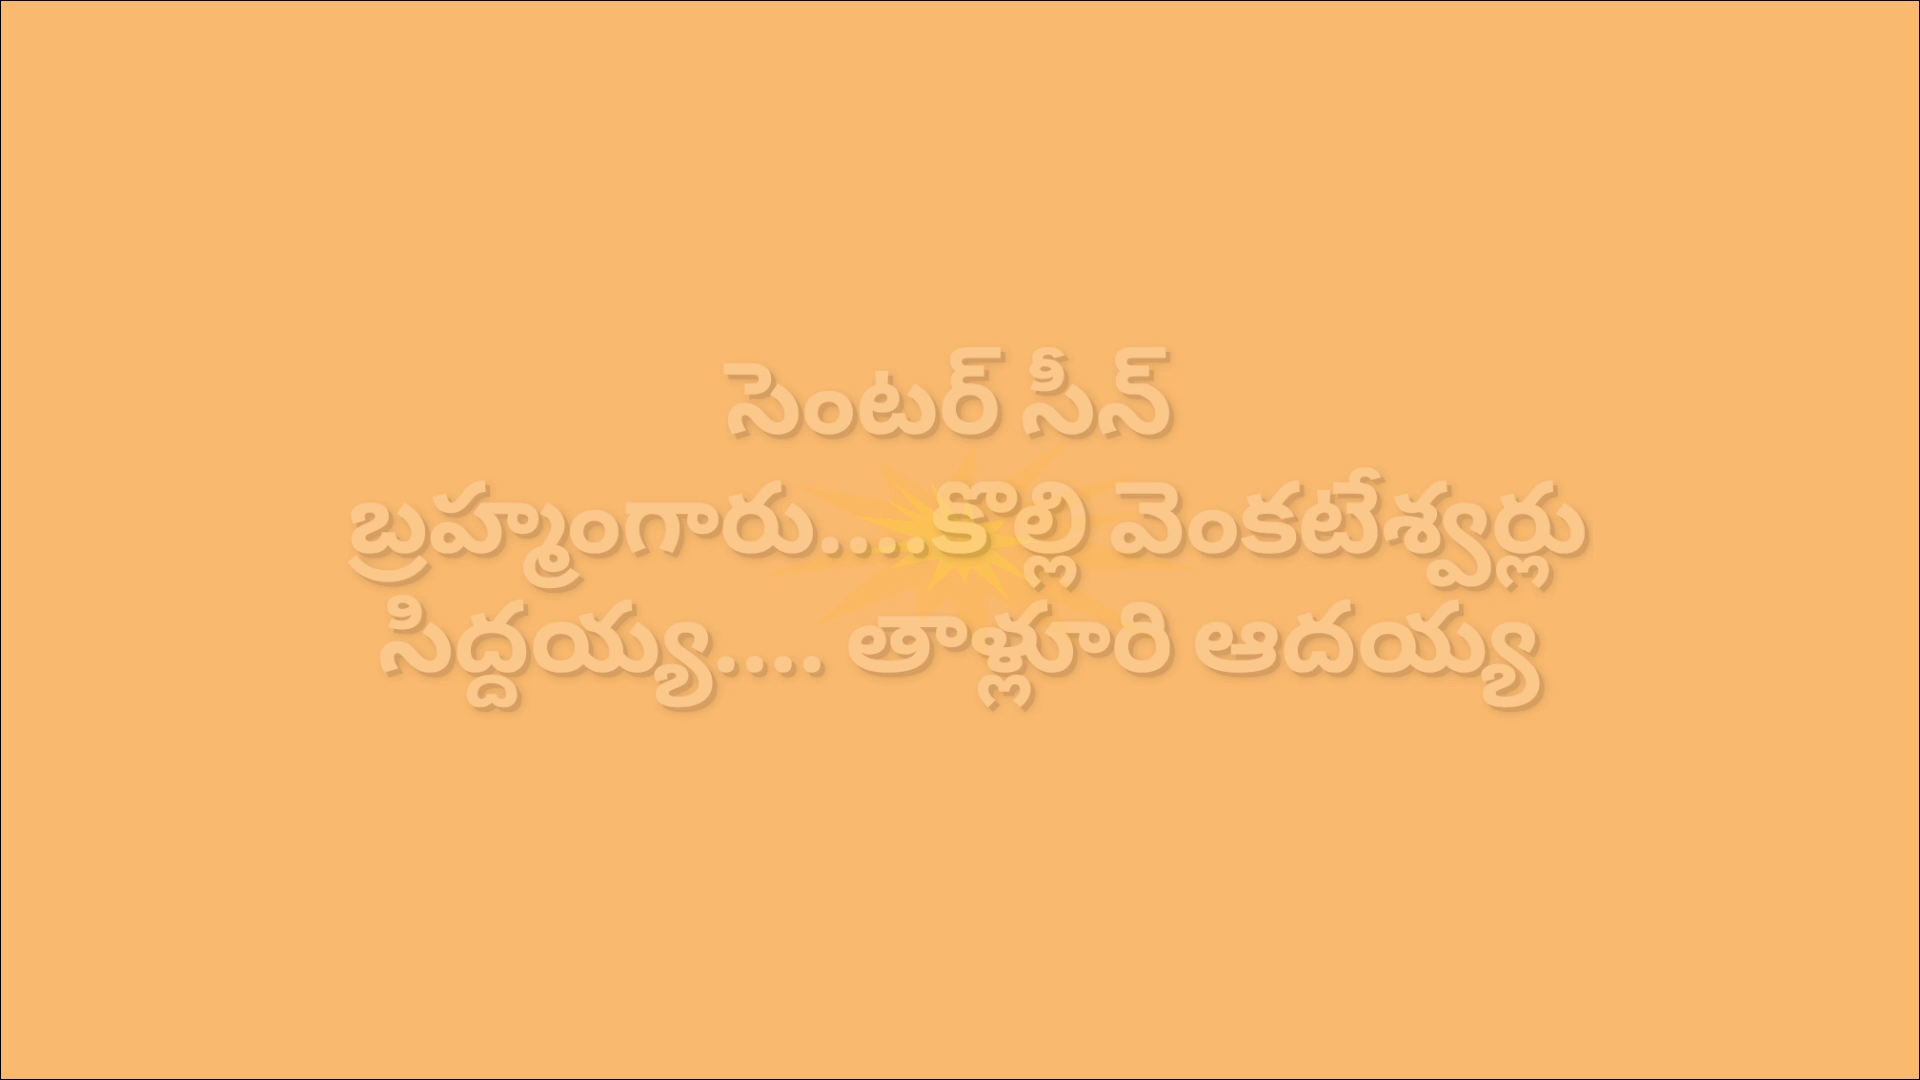 సెంటర్ సీన్
బ్రహ్మంగారు....కొల్లి వెంకటేశ్వర్లు
సిద్దయ్య.... తాళ్లూరి ఆదయ్య